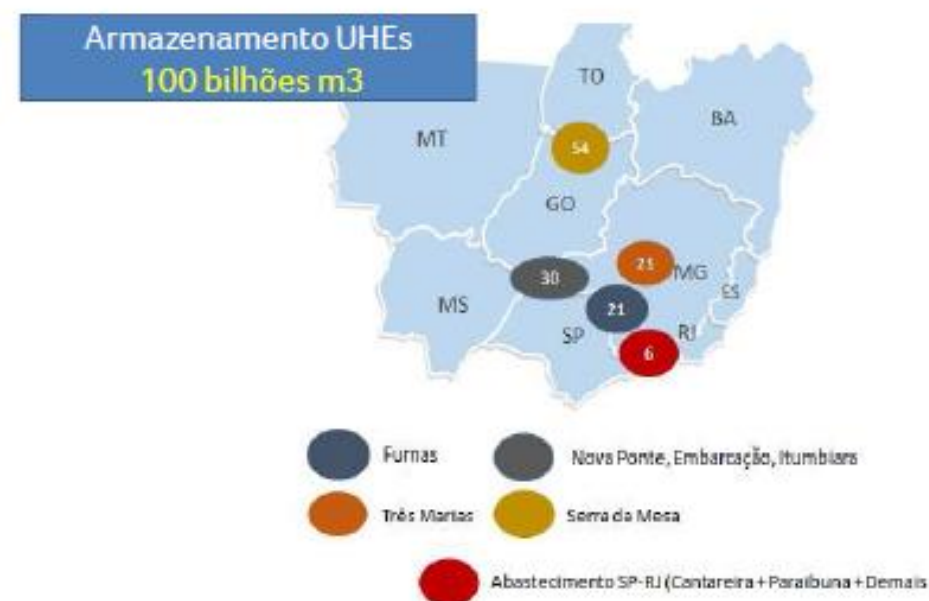 Armazenamento UHEs
100 bilhões m3
TO
BA
MT
54
GO
30
21
MG
ES
MS
21
SP
RJ
6
Furnas
Nova Ponte, Embarcação, Itumbiara
Três Marias
Serra da Mesa
Abastecimento SP-RJ (Cantareira + Paraibuna + Demais